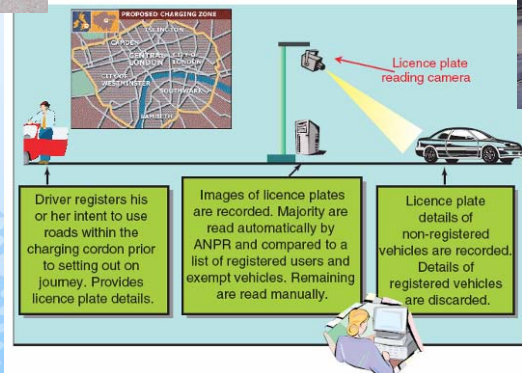 PROPOSED CHARGING ZONE
ISLINGTON
CAMDEN
CENTRAL
LONDON
CITY OF
LONDON
CITY OF
WESTMINSTER
SOUTHWARK
LAMBETH
Licence plate
reading camera
Driver registers his
or her intent to use
roads within the
charging cordon prior
to setting out on
journey. Provides
licence plate details.
Images of licence plates
are recorded. Majority are
read automatically by
ANPR and compared to a
list of registered users and
exempt vehicles. Remaining
are read manually.
Licence plate
details of
non-registered
vehicles are recorded.
Details of
registered vehicles
are discarded.